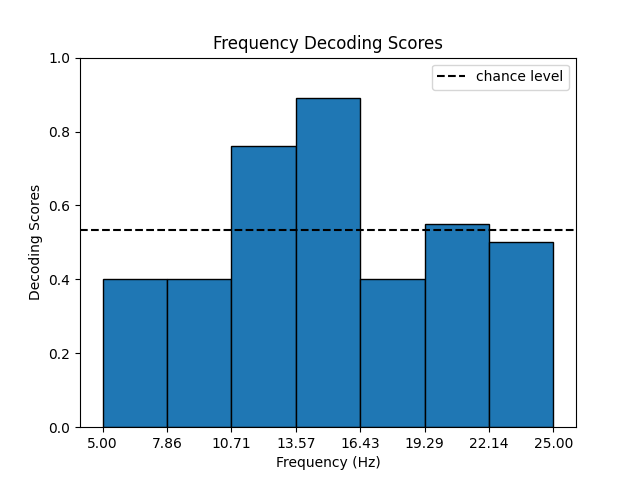 Frequency Decoding Scores
1.0
chance level
0.8
0.6
Decoding Scores
0.4
0.2
0.0
5.00 7.86 10.71 13.57 16.43 19.29 22.14 25.00
Frequency (Hz)